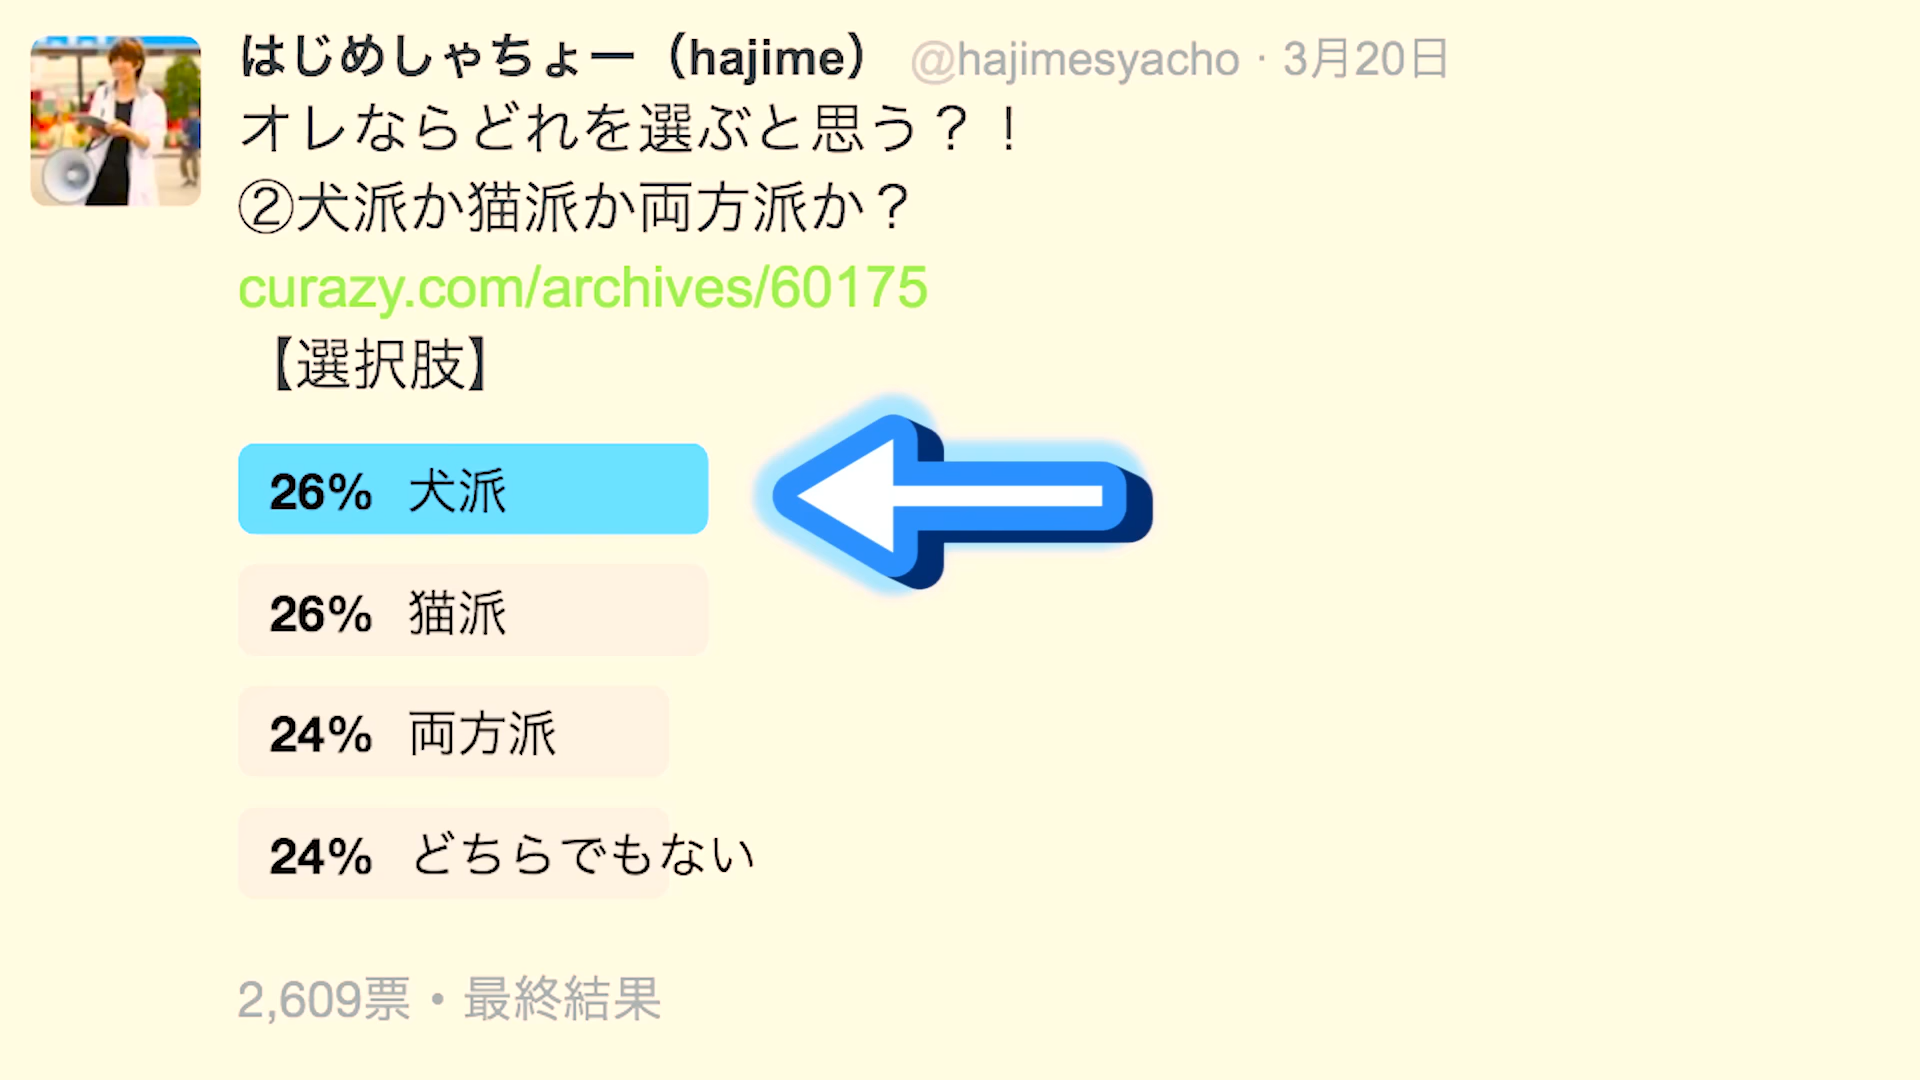 はじめしゃちょー（hajime） @hajimesyacho · 3月20日
オレならどれを選ぶと思う？！
②犬派か猫派か両方派か？
curazy.com/archives/60175
【選択肢】
26% 犬派
26% 猫派
24% 両方派
24% どちらでもない
2,609票・最終結果